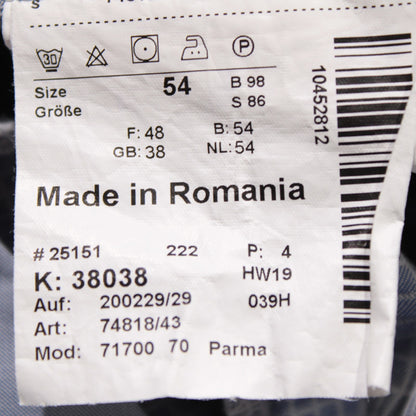 30 P
Size 54 B 98
Größe S 86
F: 48 B: 54
GB: 38 NL: 54
Made in Romania
# 25151 222 P: 4
K: 38038 HW19
Auf: 200229/29 039H
Art: 74818/43
Mod: 71700 70 Parma
10452812